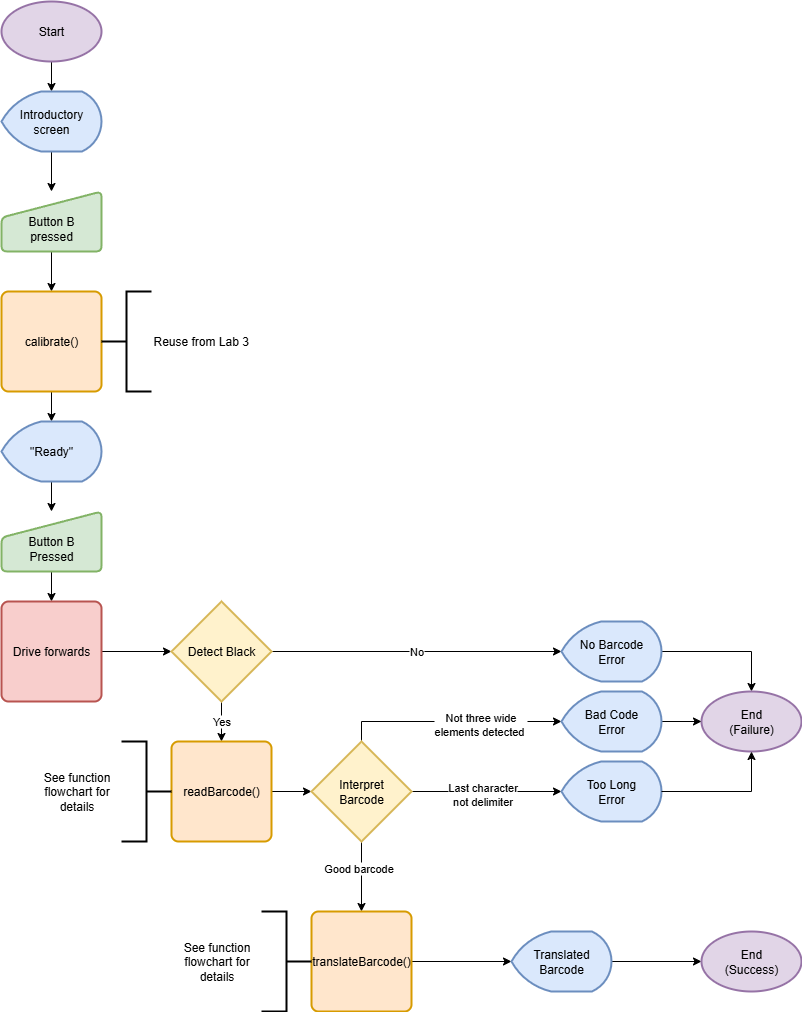 Start
Introductory
screen
Button B
pressed
calibrate()
Reuse from Lab 3
"Ready"
Button B
Pressed
Drive forwards
Detect Black
No
No Barcode
Error
Yes
Not three wide
elements detected
Bad Code
Error
End
(Failure)
See function
flowchart for
details
readBarcode()
Interpret
Barcode
Last character
not delimiter
Too Long
Error
Good barcode
See function
flowchart for
details
translateBarcode()
Translated
Barcode
End
(Success)